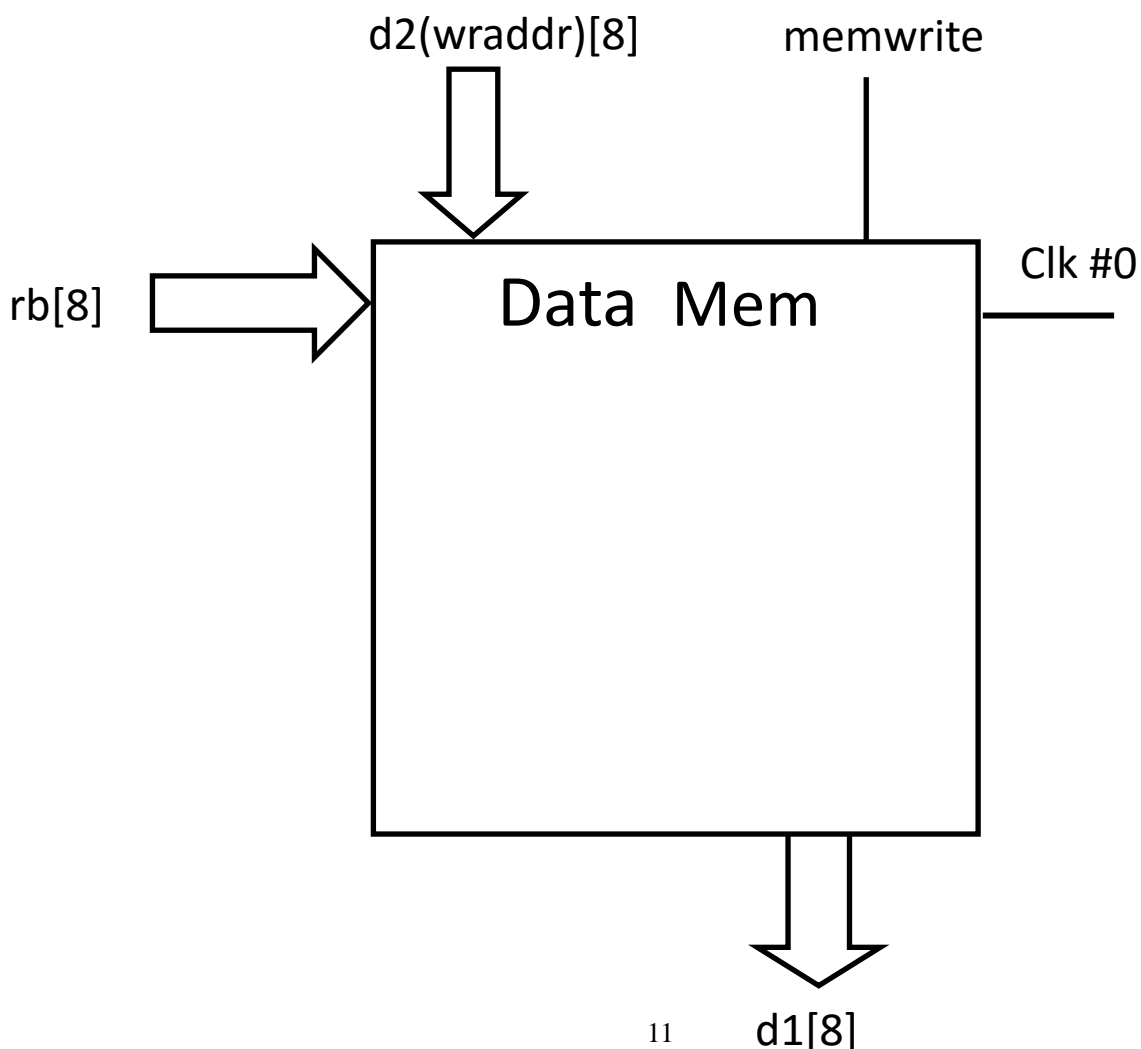 d2(wraddr)[8]
memwrite
Clk #0
rb[8]
Data Mem
11
d1[8]